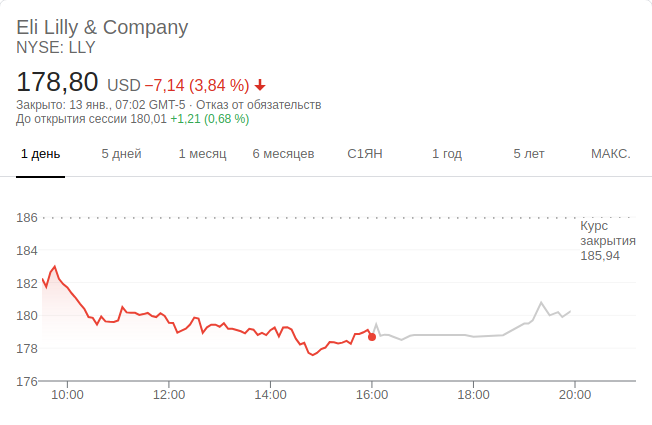 Eli Lilly & Company
NYSE: LLY
178,80 USD −7,14 (3,84 %)
Закрыто: 13 янв., 07:02 GMT-5 · Отказ от обязательств
До открытия сессии 180,01 +1,21 (0,68 %)
1 день 5 дней 1 месяц 6 месяцев С1ЯН 1 год 5 лет МАКС.
186
Курс
закрытия
185,94
184
182
180
178
176
10:00 12:00 14:00 16:00 18:00 20:00